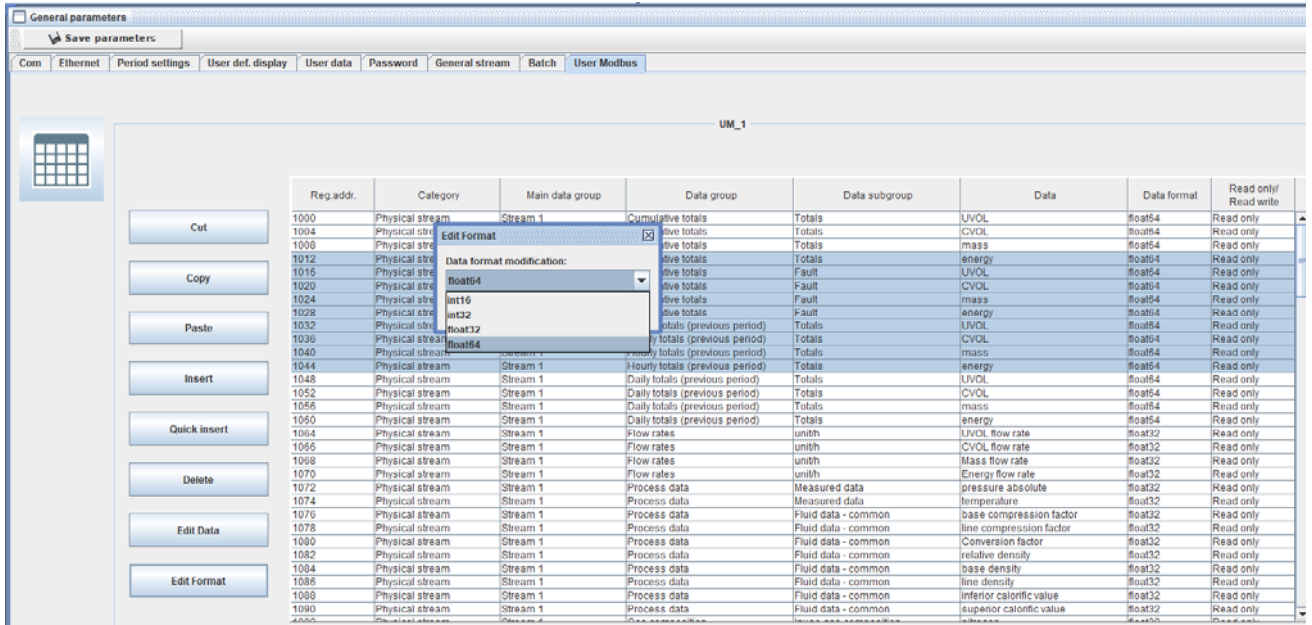 General parameters
Save parameters
Com Ethernet Period settings User def. display User data Password General stream Batch User Modbus
UM_1
Cut
Copy
Paste
Insert
Quick insert
Delete
Edit Data
Edit Format
Reg.addr. Category Main data group Data group Data subgroup Data Data format Read only/
Read write
1000 Physical stream Stream 1 Cumulative totals Totals UVOL float64 Read only
1004 Physical stre ative totals Totals CVOL float64 Read only
1008 Physical stre ative totals Totals mass float64 Read only
1012 Physical stre ative totals Totals energy float64 Read only
1016 Physical stre ative totals Fault UVOL float64 Read only
1020 Physical stre ative totals Fault CVOL float64 Read only
1024 Physical stre ative totals Fault mass float64 Read only
1028 Physical stre ative totals Fault energy float64 Read only
1032 Physical stre totals (previous period) Totals UVOL float64 Read only
1036 Physical strea totals (previous period) Totals CVOL float64 Read only
1040 Physical stream Stream 1 Hourly totals (previous period) Totals mass float64 Read only
1044 Physical stream Stream 1 Hourly totals (previous period) Totals energy float64 Read only
1048 Physical stream Stream 1 Daily totals (previous period) Totals UVOL float64 Read only
1052 Physical stream Stream 1 Daily totals (previous period) Totals CVOL float64 Read only
1056 Physical stream Stream 1 Daily totals (previous period) Totals mass float64 Read only
1060 Physical stream Stream 1 Daily totals (previous period) Totals energy float64 Read only
1064 Physical stream Stream 1 Flow rates unit/h UVOL flow rate float32 Read only
1066 Physical stream Stream 1 Flow rates unit/h CVOL flow rate float32 Read only
1068 Physical stream Stream 1 Flow rates unit/h Mass flow rate float32 Read only
1070 Physical stream Stream 1 Flow rates unit/h Energy flow rate float32 Read only
1072 Physical stream Stream 1 Process data Measured data pressure absolute float32 Read only
1074 Physical stream Stream 1 Process data Measured data temperature float32 Read only
1076 Physical stream Stream 1 Process data Fluid data - common base compression factor float32 Read only
1078 Physical stream Stream 1 Process data Fluid data - common line compression factor float32 Read only
1080 Physical stream Stream 1 Process data Fluid data - common Conversion factor float32 Read only
1082 Physical stream Stream 1 Process data Fluid data - common relative density float32 Read only
1084 Physical stream Stream 1 Process data Fluid data - common base density float32 Read only
1086 Physical stream Stream 1 Process data Fluid data - common line density float32 Read only
1088 Physical stream Stream 1 Process data Fluid data - common inferior calorific value float32 Read only
1090 Physical stream Stream 1 Process data Fluid data - common superior calorific value float32 Read only
Edit Format
Data format modification:
float64
int16
int32
float32
float64